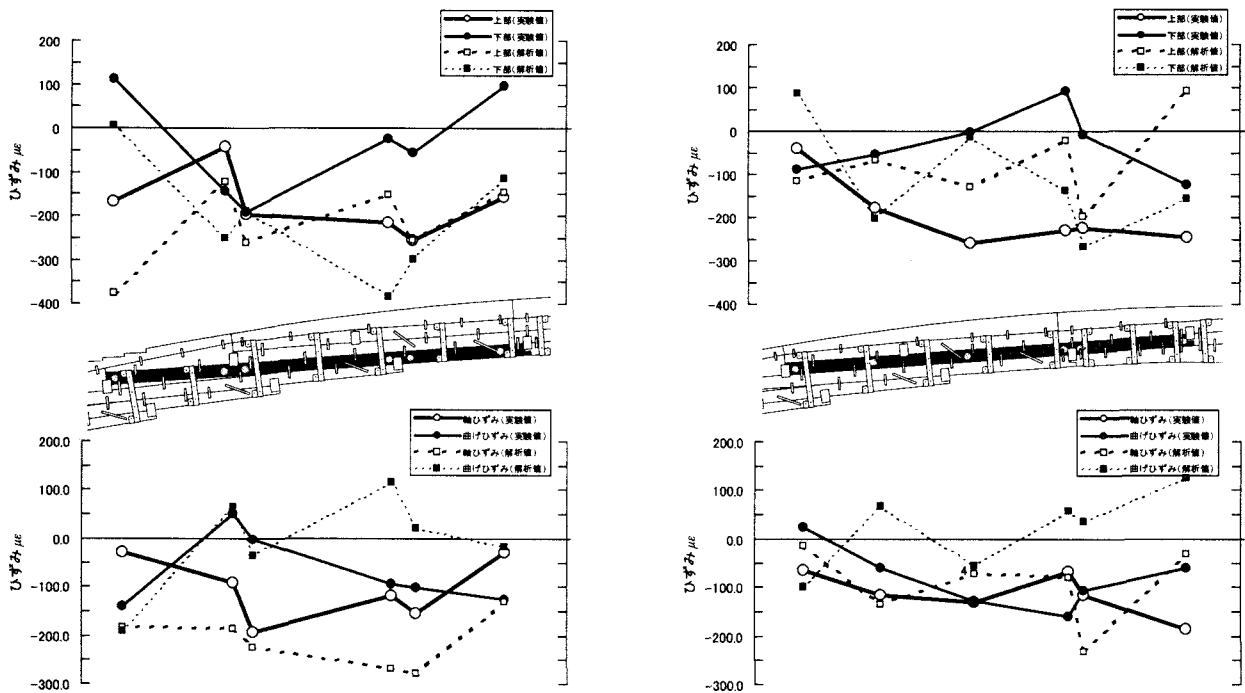 上部(実験値)
下部(実験値)
上部(解析値)
下部(解析値)
200
100
0
-100
-200
-300
-400
ひずみ με
上部(実験値)
下部(実験値)
上部(解析値)
下部(解析値)
200
100
0
-100
-200
-300
-400
ひずみ με
軸ひずみ(実験値)
曲げひずみ(実験値)
軸ひずみ(解析値)
曲げひずみ(解析値)
200.0
100.0
0.0
-100.0
-200.0
-300.0
ひずみ με
軸ひずみ(実験値)
曲げひずみ(実験値)
軸ひずみ(解析値)
曲げひずみ(解析値)
200.0
100.0
0.0
-100.0
-200.0
-300.0
ひずみ με